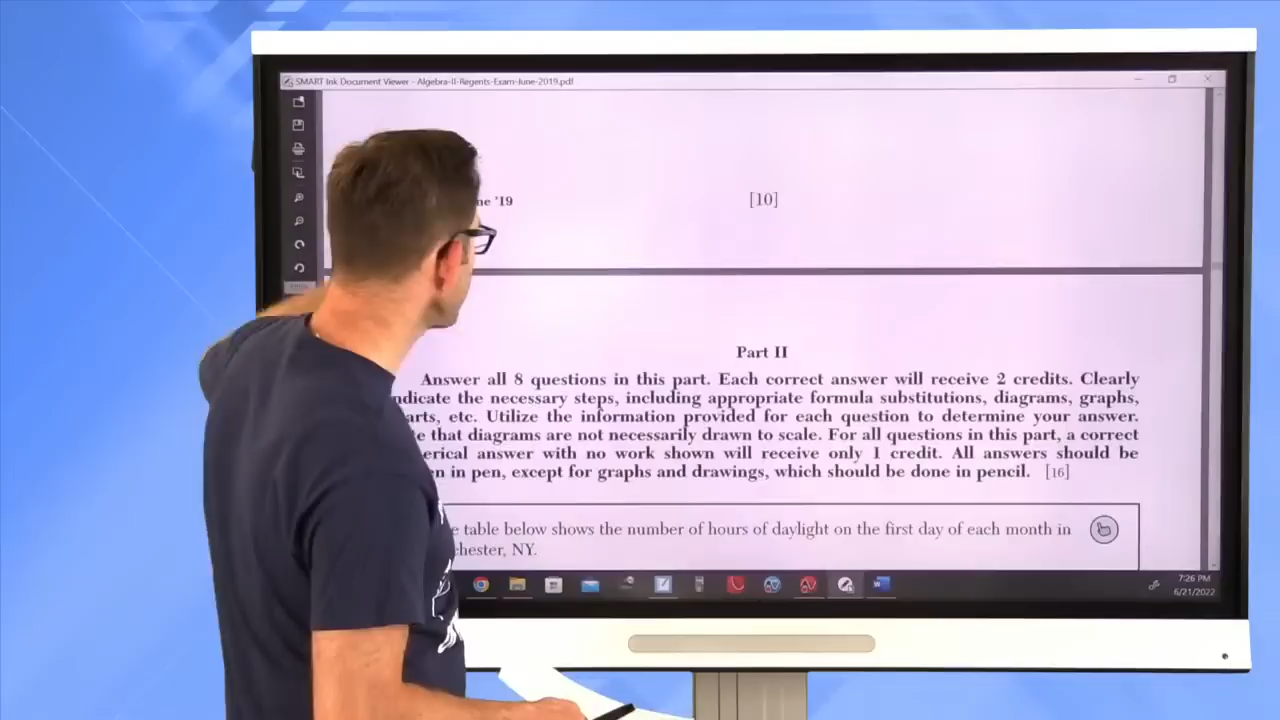 SMART Ink Document Viewer - Algebra-II-Regents-Exam-June-2019.pdf
'19
[10]
Part II
Answer all 8 questions in this part. Each correct answer will receive 2 credits. Clearly
the necessary steps, including appropriate formula substitutions, diagrams, graphs,
etc. Utilize the information provided for each question to determine your answer.
that diagrams are not necessarily drawn to scale. For all questions in this part, a correct
answer with no work shown will receive only 1 credit. All answers should be
in pen, except for graphs and drawings, which should be done in pencil. [16]
table below shows the number of hours of daylight on the first day of each month in
NY.
7:26 PM
6/21/2022